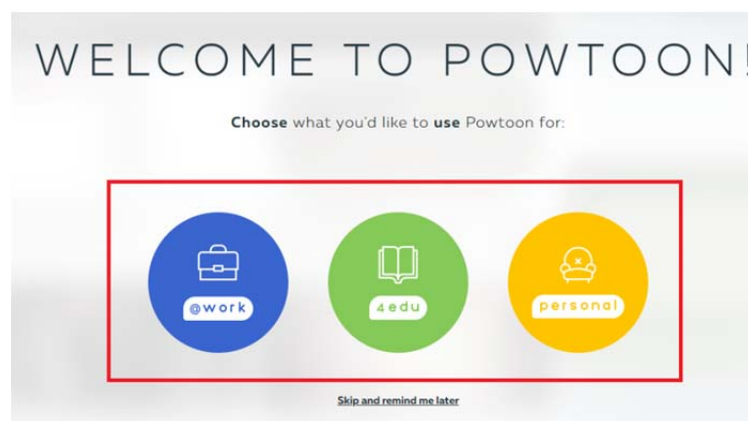 WELCOME TO POWTOON!
Choose what you'd like to use Powtoon for:
@work
4edu
personal
Skip and remind me later